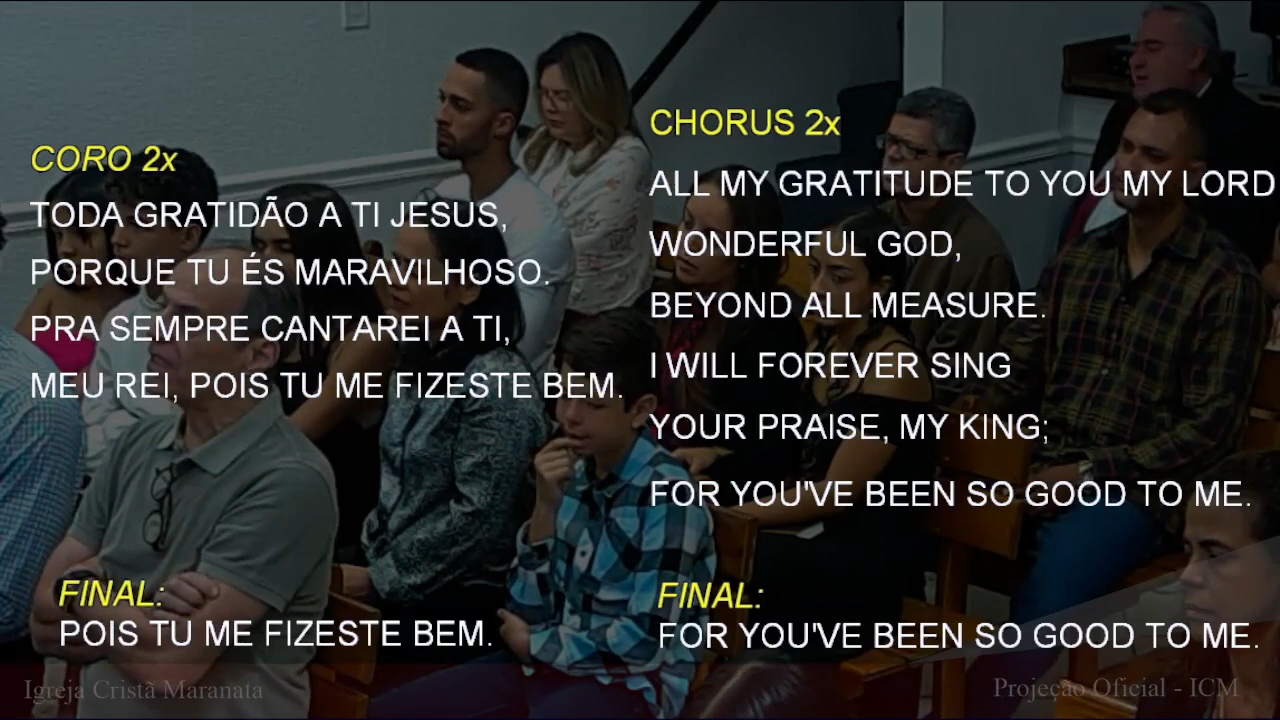 CORO 2x
TODA GRATIDÃO A TI JESUS,
PORQUE TU ÉS MARAVILHOSO.
PRA SEMPRE CANTAREI A TI,
MEU REI, POIS TU ME FIZESTE BEM.
FINAL:
POIS TU ME FIZESTE BEM.
CHORUS 2x
ALL MY GRATITUDE TO YOU MY LORD
WONDERFUL GOD,
BEYOND ALL MEASURE.
I WILL FOREVER SING
YOUR PRAISE, MY KING;
FOR YOU'VE BEEN SO GOOD TO ME.
FINAL:
FOR YOU'VE BEEN SO GOOD TO ME.
Igreja Cristã Maranata
Projeção Oficial - ICM